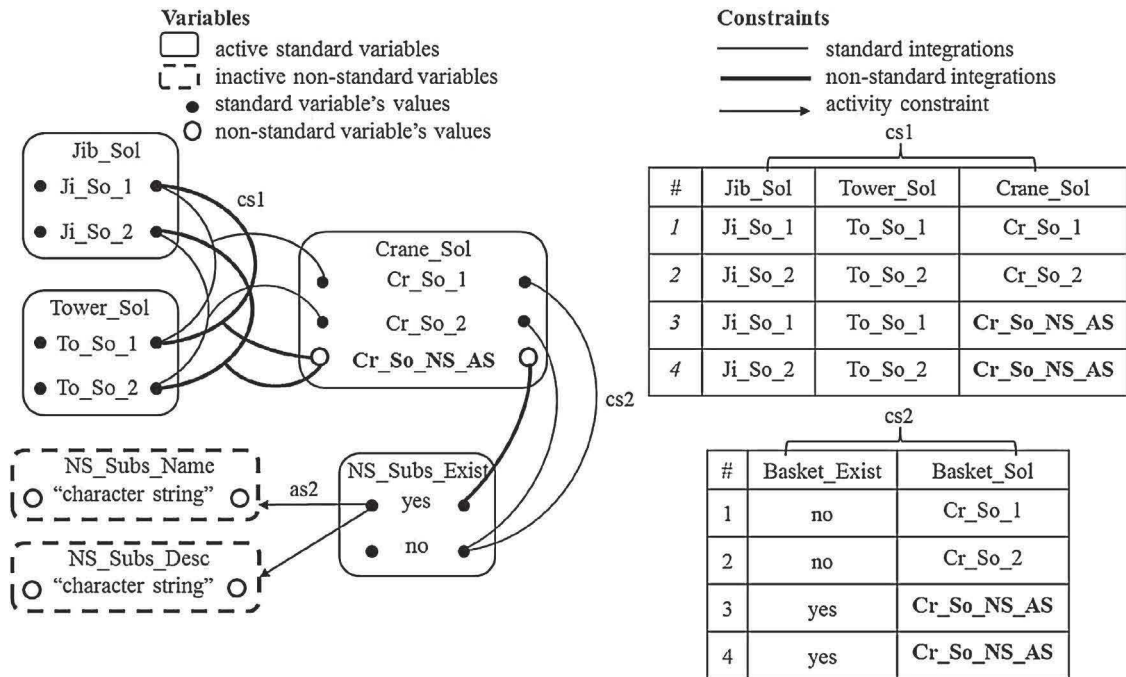 Variables
active standard variables
inactive non-standard variables
standard variable's values
non-standard variable's values
Constraints
standard integrations
non-standard integrations
activity constraint
Jib_Sol
Ji_So_1
Ji_So_2
cs1
Tower_Sol
To_So_1
To_So_2
Crane_Sol
Cr_So_1
Cr_So_2
Cr_So_NS_AS
cs2
NS_Subs_Name
"character string"
as2
NS_Subs_Desc
"character string"
NS_Subs_Exist
yes
no
cs1
# Jib_Sol Tower_Sol Crane_Sol
1 Ji_So_1 To_So_1 Cr_So_1
2 Ji_So_2 To_So_2 Cr_So_2
3 Ji_So_1 To_So_1 Cr_So_NS_AS
4 Ji_So_2 To_So_2 Cr_So_NS_AS
cs2
# Basket_Exist Basket_Sol
1 no Cr_So_1
2 no Cr_So_2
3 yes Cr_So_NS_AS
4 yes Cr_So_NS_AS